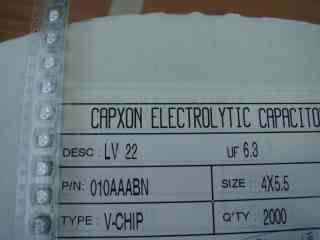 CAPXON ELECTROLYTIC CAPACITO
DESC : LV 22 UF 6.3
P/N: 010AAABN SIZE : 4X5.5
TYPE : V-CHIP Q'TY : 2000